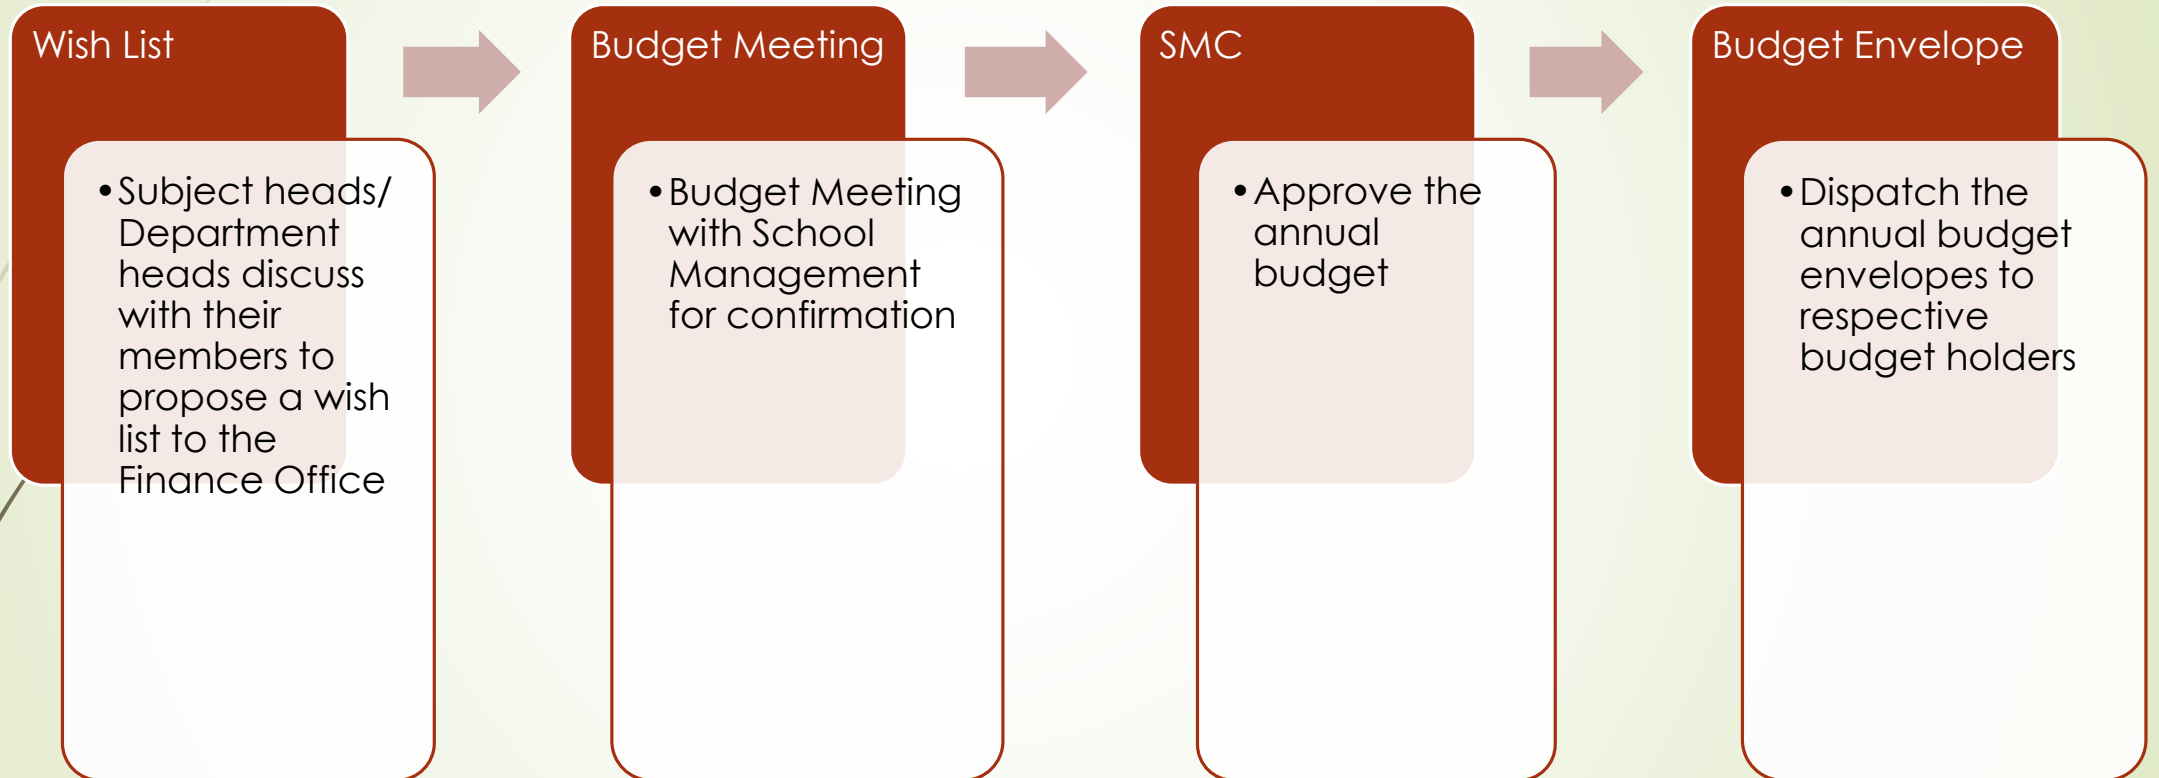 Wish List
•Subject heads/
Department
heads discuss
with their
members to
propose a wish
list to the
Finance Office
Budget Meeting
•Budget Meeting
with School
Management
for confirmation
SMC
•Approve the
annual
budget
Budget Envelope
•Dispatch the
annual budget
envelopes to
respective
budget holders